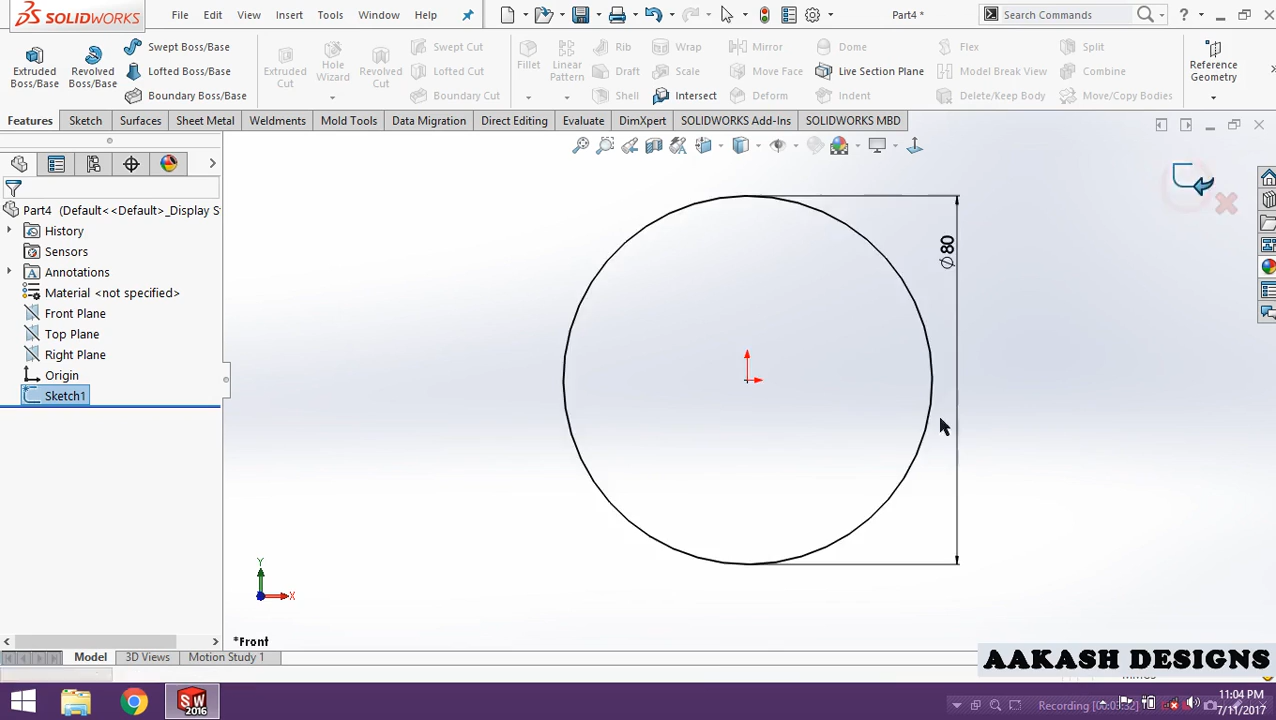 SOLIDWORKS File Edit View Insert Tools Window Help Part4 * Search Commands ?
Extruded Boss/Base Revolved Boss/Base Swept Boss/Base Lofted Boss/Base Boundary Boss/Base Extruded Cut Hole Wizard Revolved Cut Swept Cut Lofted Cut Boundary Cut Fillet Linear Pattern Rib Draft Shell Wrap Scale Intersect Mirror Move Face Deform Dome Live Section Plane Indent Flex Model Break View Delete/Keep Body Split Combine Move/Copy Bodies Reference Geometry
Features Sketch Surfaces Sheet Metal Weldments Mold Tools Data Migration Direct Editing Evaluate DimXpert SOLIDWORKS Add-Ins SOLIDWORKS MBD
Part4 (Default<<Default>_Display S
History
Sensors
Annotations
Material <not specified>
Front Plane
Top Plane
Right Plane
Origin
Sketch1
∅80
Y
X
*Front
Model 3D Views Motion Study 1
AAKASH DESIGNS
SW 2016
Recording [00:03:32]
11:04 PM
7/11/2017